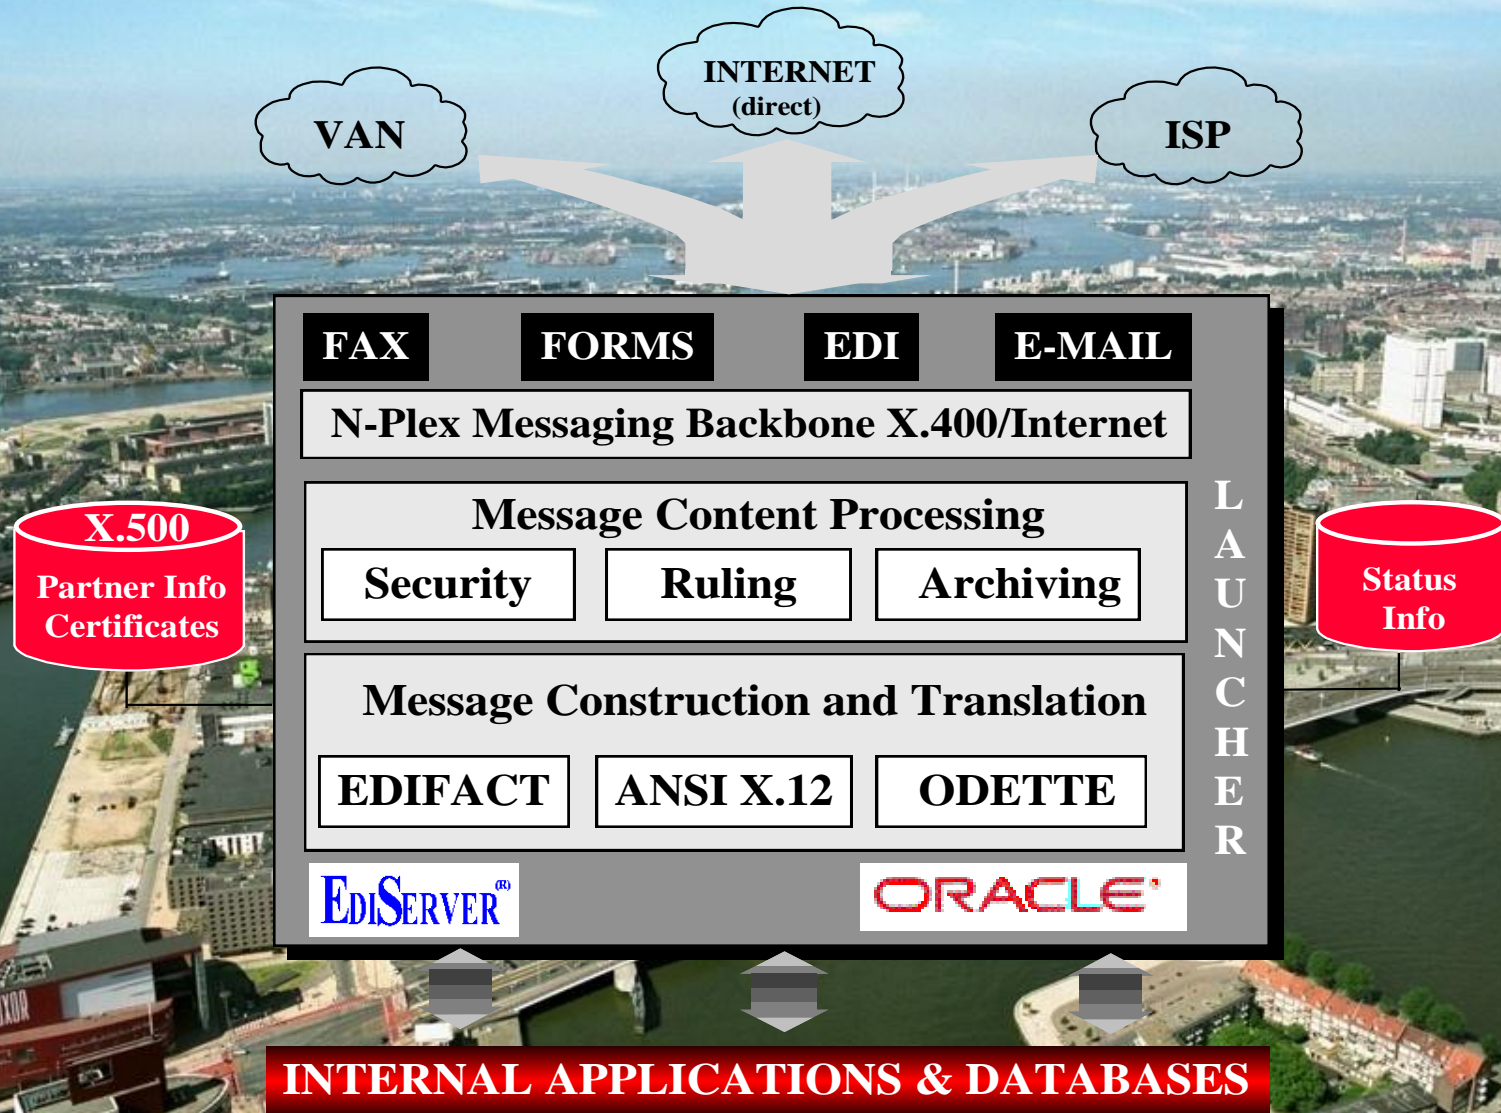 INTERNET
(direct)
VAN
ISP
FAX
FORMS
EDI
E-MAIL
N-Plex Messaging Backbone X.400/Internet
Message Content Processing
Security
Ruling
Archiving
X.500
Partner Info
Certificates
Status
Info
L
A
U
N
C
H
E
R
Message Construction and Translation
EDIFACT
ANSI X.12
ODETTE
EDISERVER(R)
ORACLE
INTERNAL APPLICATIONS & DATABASES